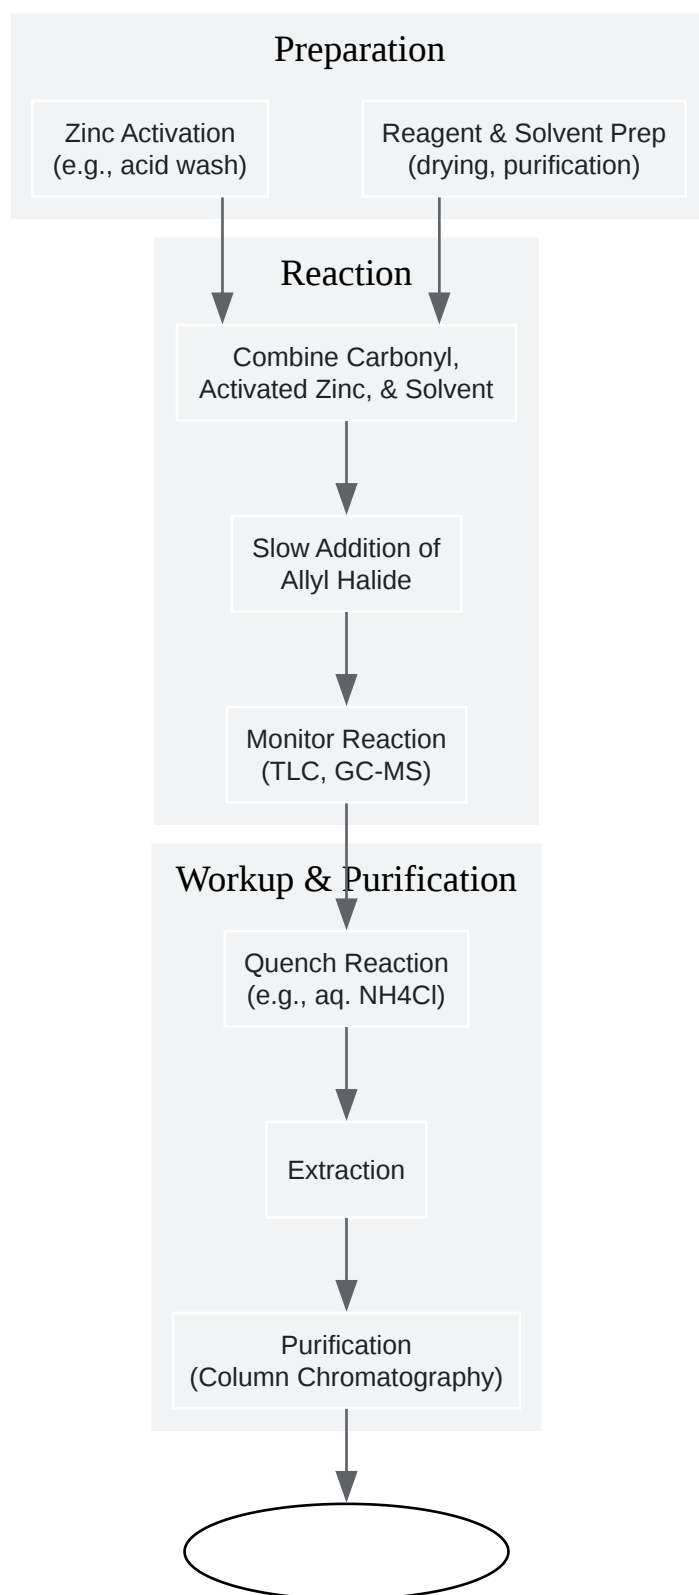 Preparation
Zinc Activation
(e.g., acid wash)
Reagent & Solvent Prep
(drying, purification)
Reaction
Combine Carbonyl,
Activated Zinc, & Solvent
Slow Addition of
Allyl Halide
Monitor Reaction
(TLC, GC-MS)
Workup & Purification
Quench Reaction
(e.g., aq. NH4Cl)
Extraction
Purification
(Column Chromatography)